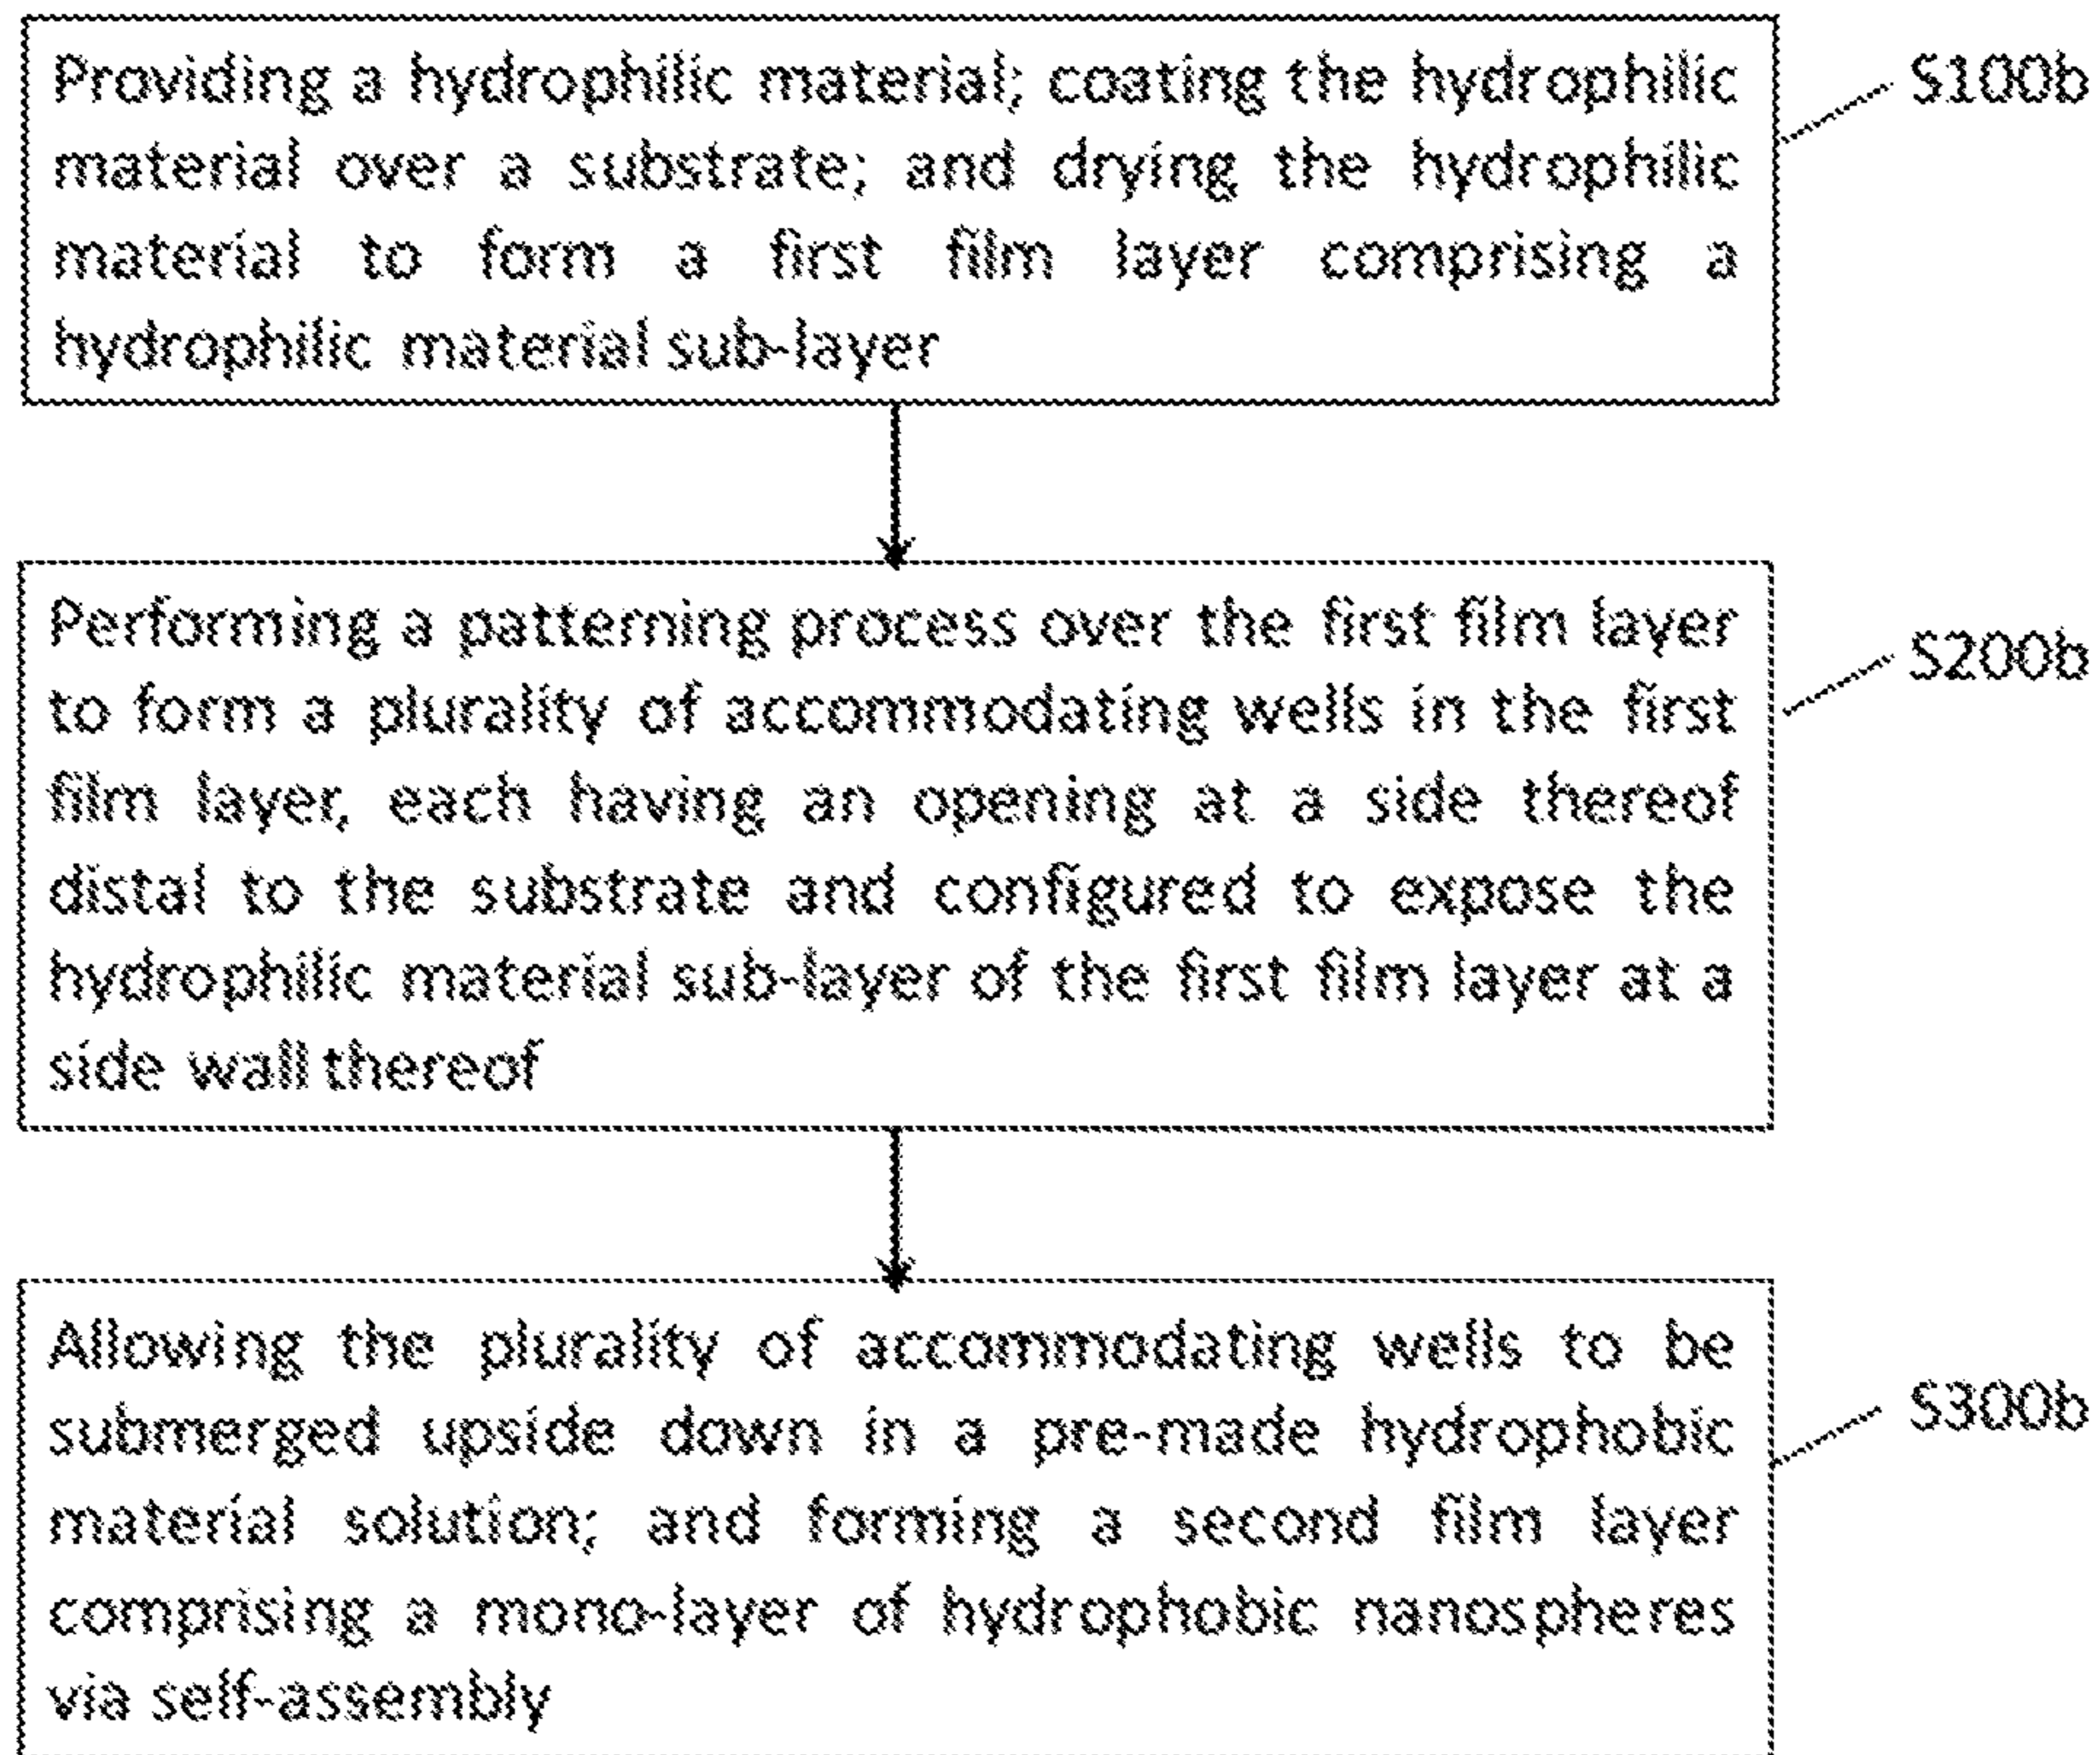 Providing a hydrophilic material; coating the hydrophilic
material over a substrate; and drying the hydrophilic
material to form a first film layer comprising a
hydrophilic material sub-layer
S100b
Performing a patterning process over the first film layer
to form a plurality of accommodating wells in the first
film layer, each having an opening at a side thereof
distal to the substrate and configured to expose the
hydrophilic material sub-layer of the first film layer at a
side wall thereof
S200b
Allowing the plurality of accommodating wells to be
submerged upside down in a pre-made hydrophobic
material solution; and forming a second film layer
comprising a mono-layer of hydrophobic nanospheres
via self-assembly
S300b